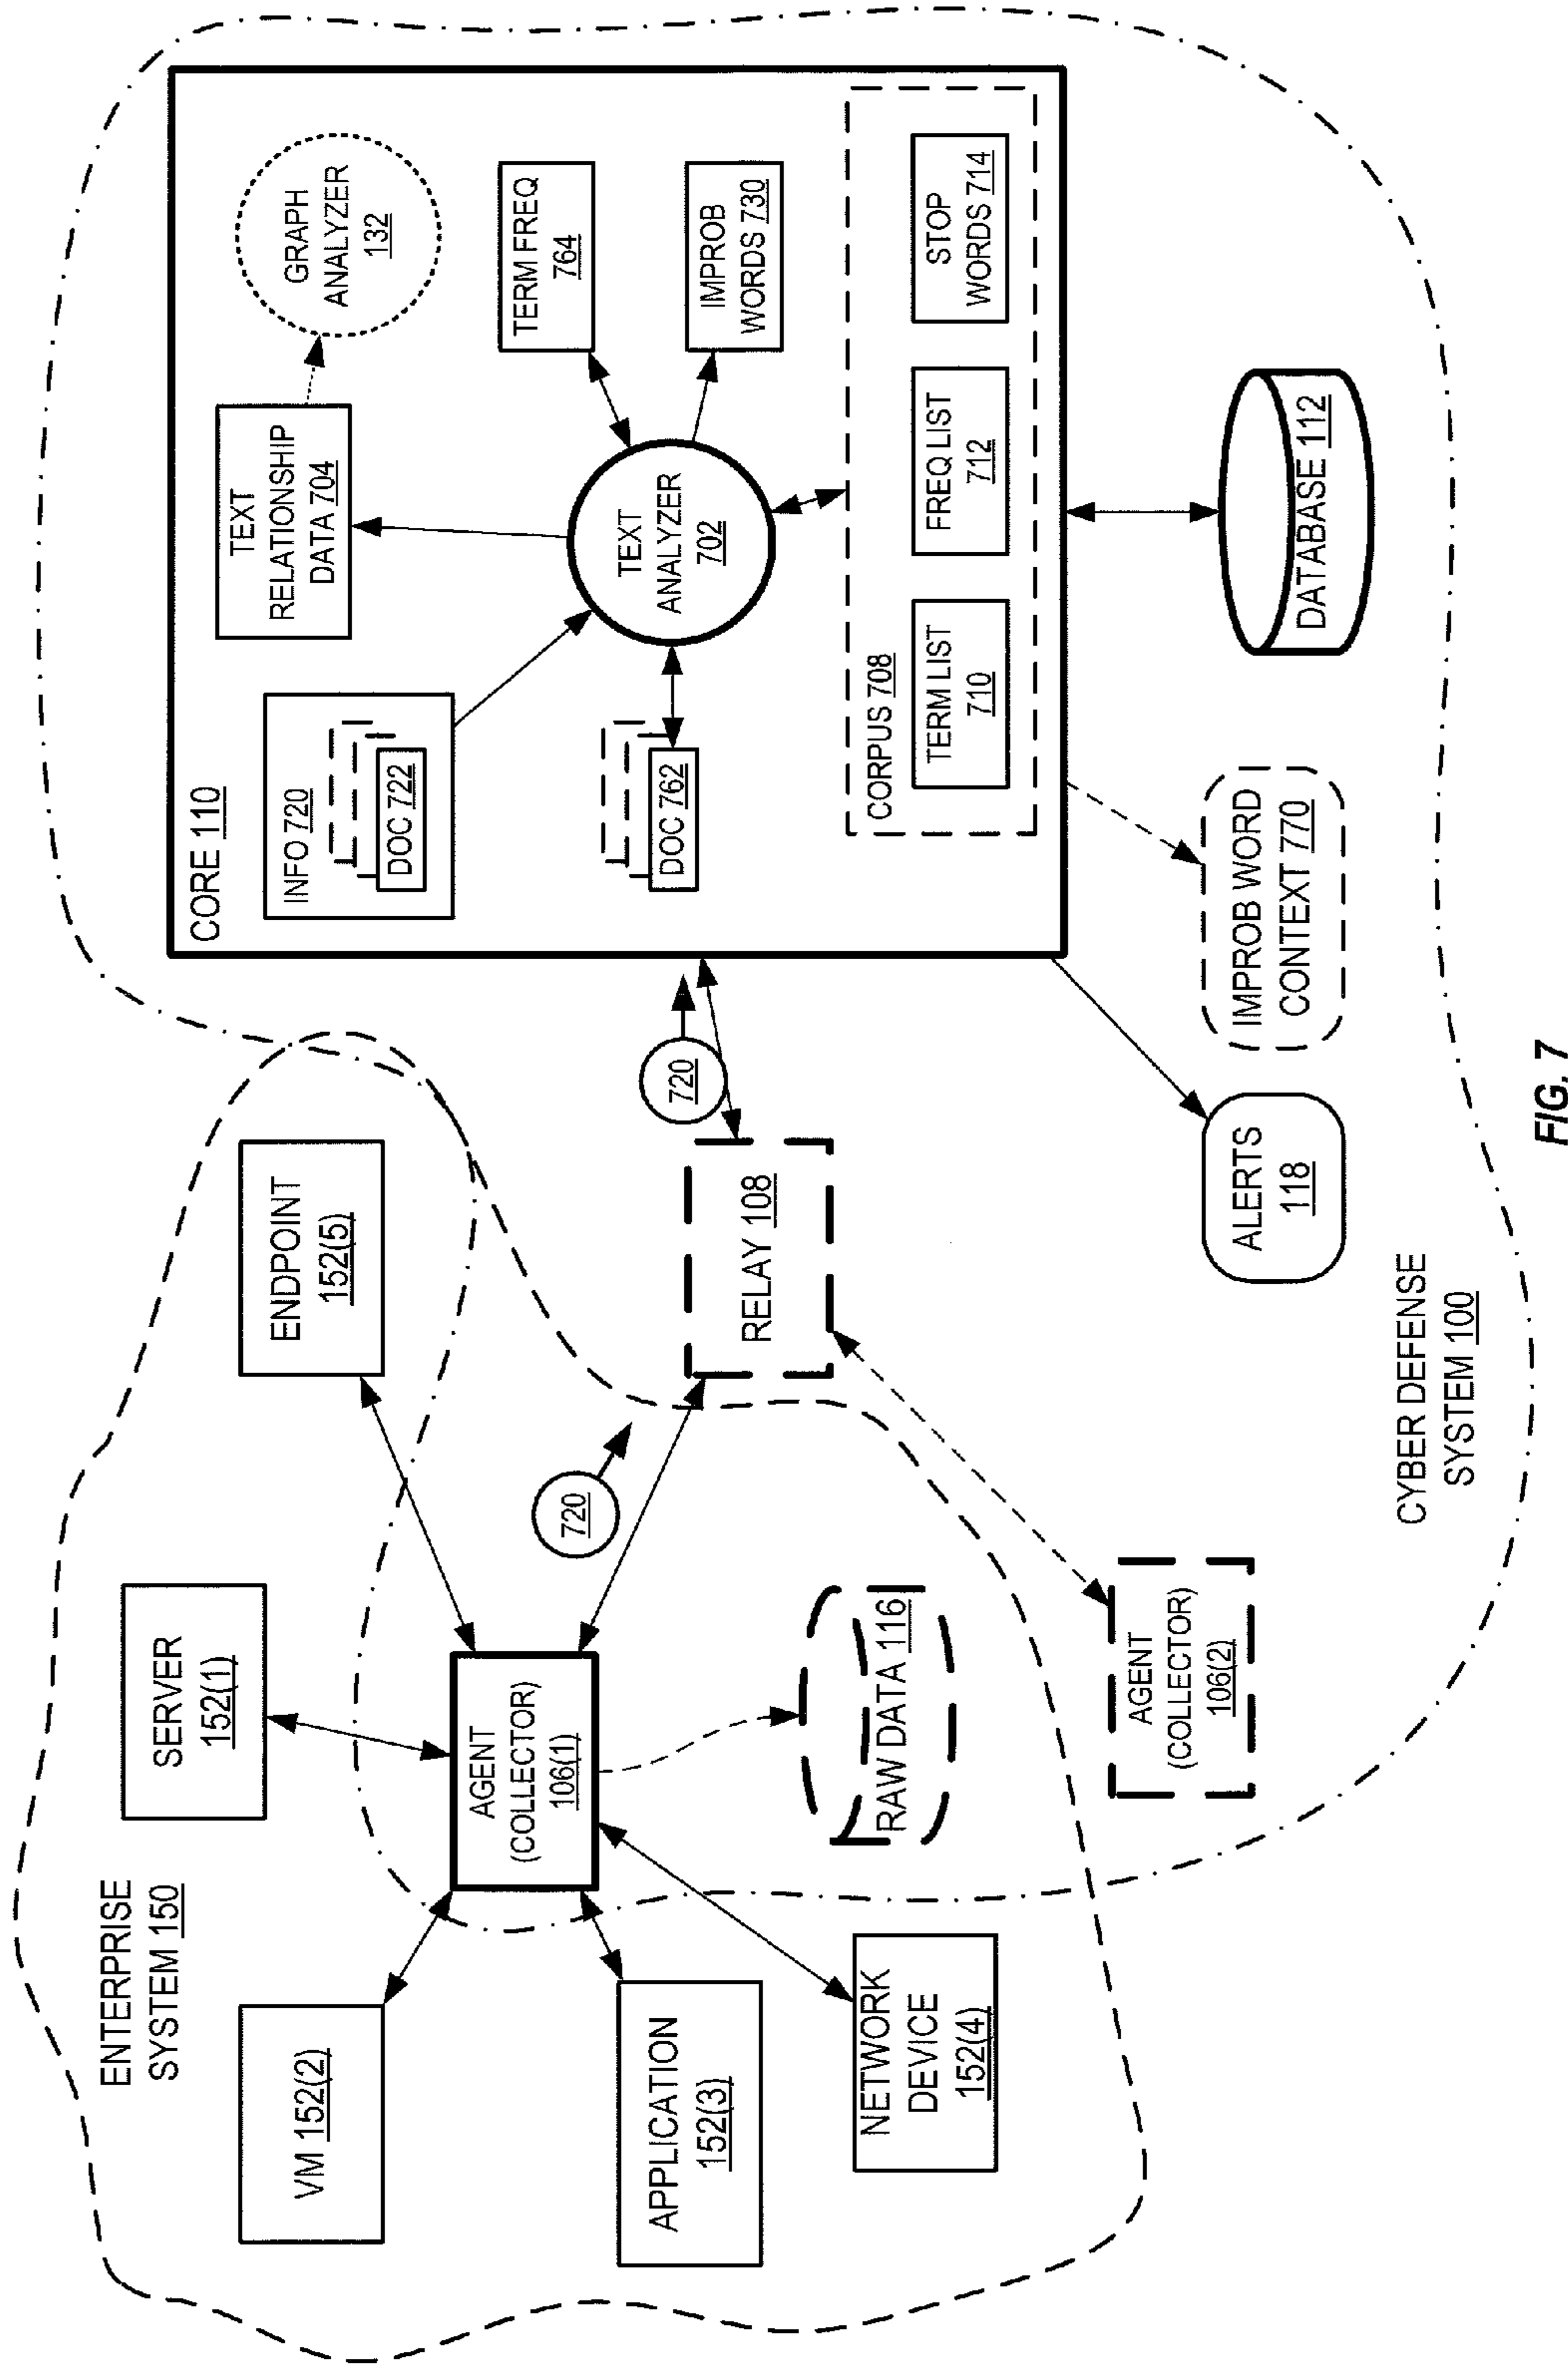 ENTERPRISE
SYSTEM 150
SERVER
152(1)
VM 152(2)
ENDPOINT
152(5)
AGENT
(COLLECTOR)
106(1)
720
APPLICATION
152(3)
NETWORK
DEVICE
152(4)
RAW DATA 116
RELAY 108
720
AGENT
(COLLECTOR)
106(2)
CORE 110
INFO 720
DOC 722
TEXT
RELATIONSHIP
DATA 704
GRAPH
ANALYZER
132
DOC 762
TEXT
ANALYZER
702
TERM FREQ
764
IMPROB
WORDS 730
CORPUS 708
TERM LIST
710
FREQ LIST
712
STOP
WORDS 714
ALERTS
118
IMPROB WORD
CONTEXT 770
DATABASE 112
CYBER DEFENSE
SYSTEM 100
FIG. 7